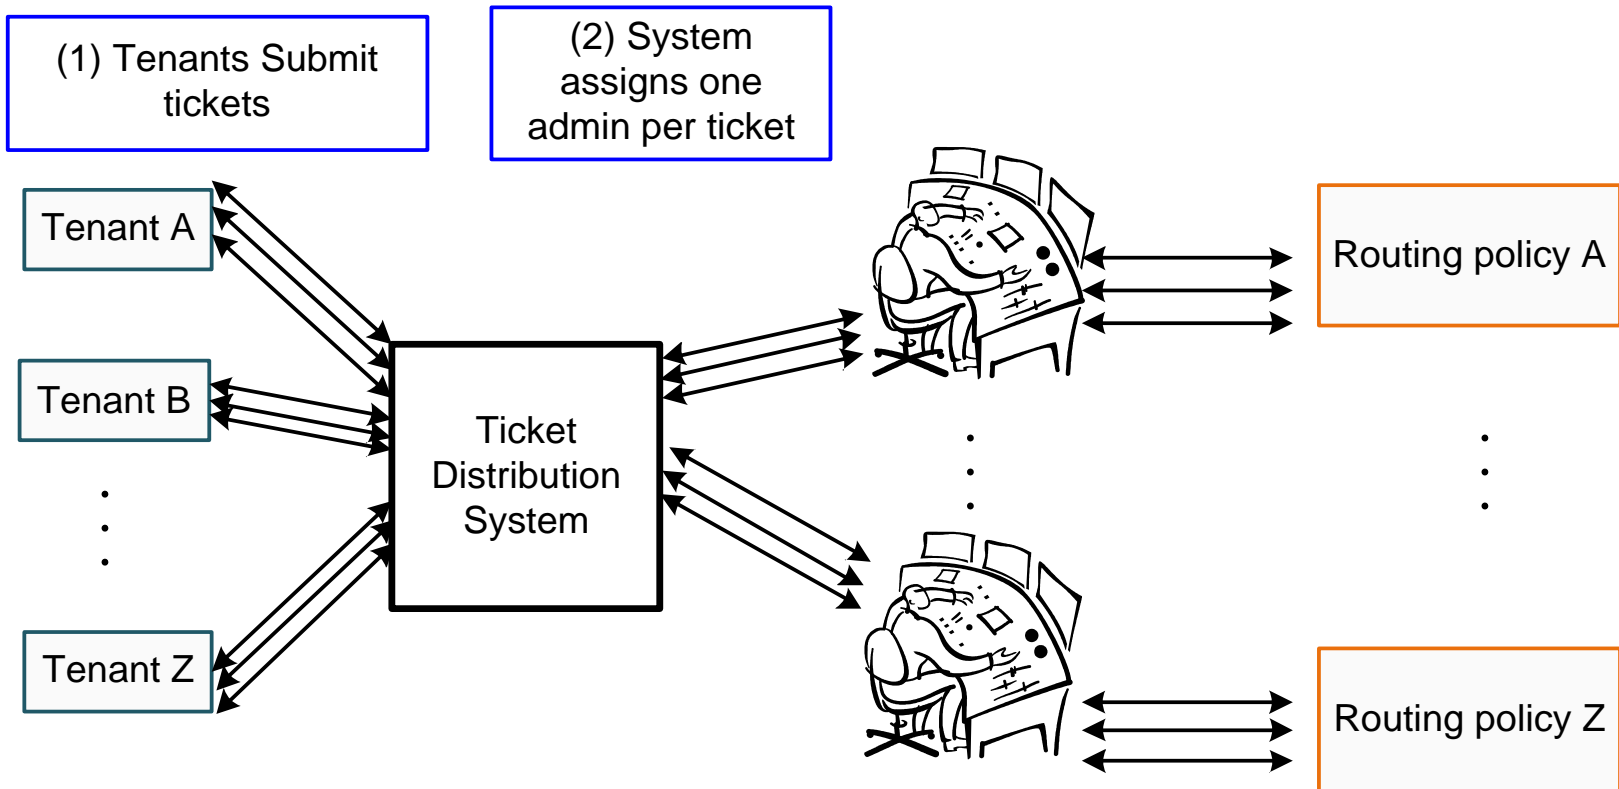 (1) Tenants Submit
tickets
(2) System
assigns one
admin per ticket
Tenant A
Tenant B
Tenant Z
Ticket
Distribution
System
Routing policy A
Routing policy Z